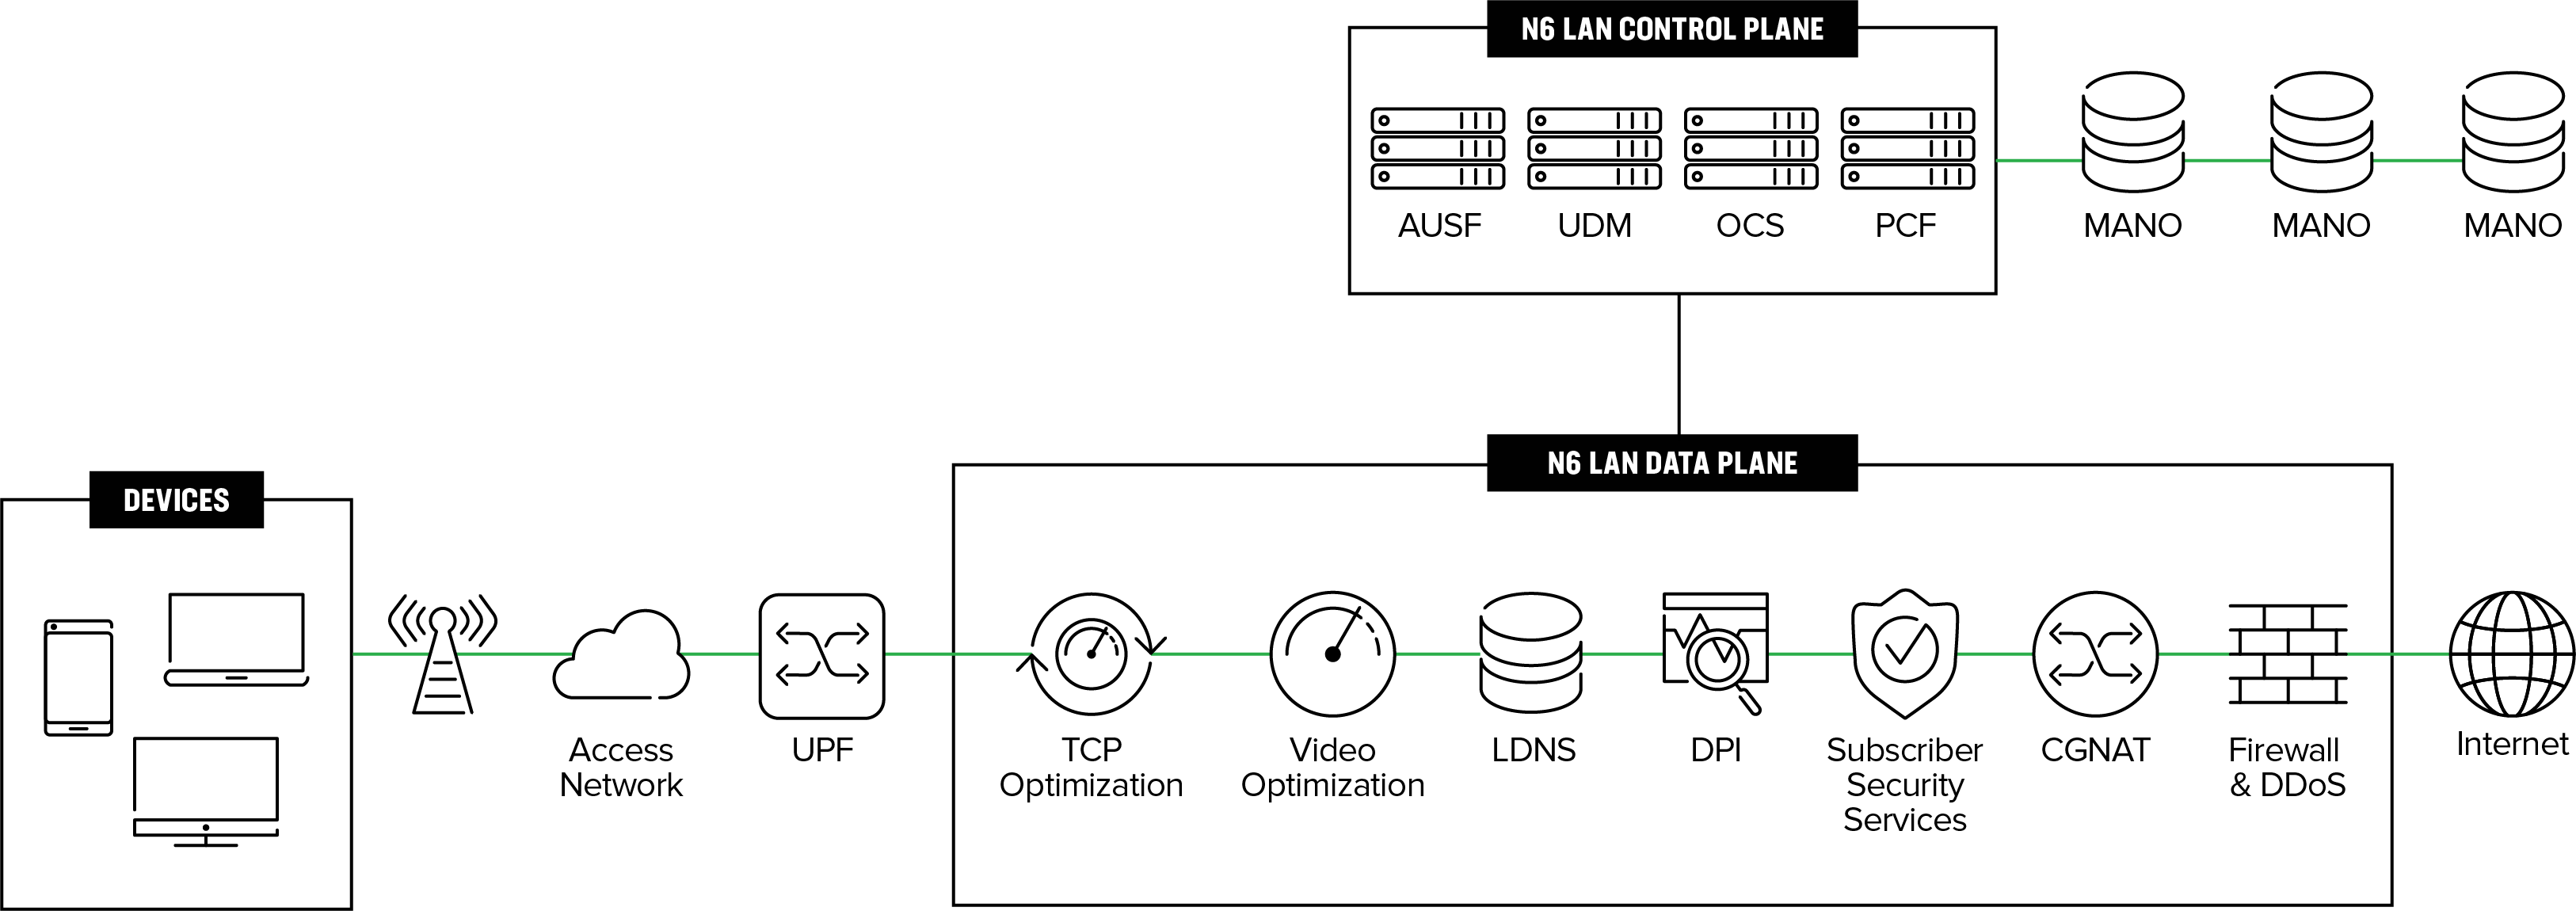 N6 LAN CONTROL PLANE
AUSF
UDM
OCS
PCF
MANO
MANO
MANO
N6 LAN DATA PLANE
DEVICES
Access
Network
UPF
TCP
Optimization
Video
Optimization
LDNS
DPI
Subscriber
Security
Services
CGNAT
Firewall
& DDoS
Internet